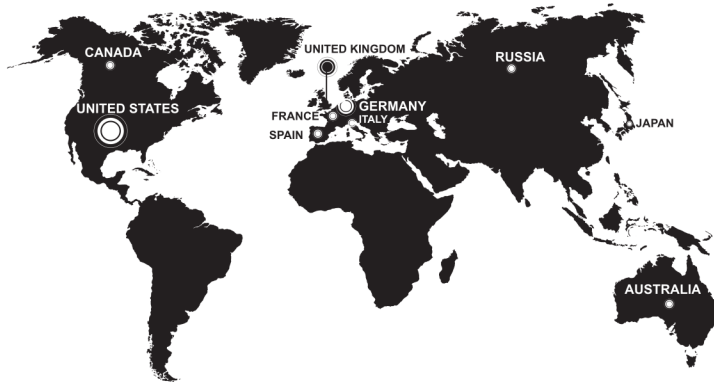 CANADA
UNITED KINGDOM
RUSSIA
UNITED STATES
GERMANY
FRANCE
ITALY
JAPAN
SPAIN
AUSTRALIA